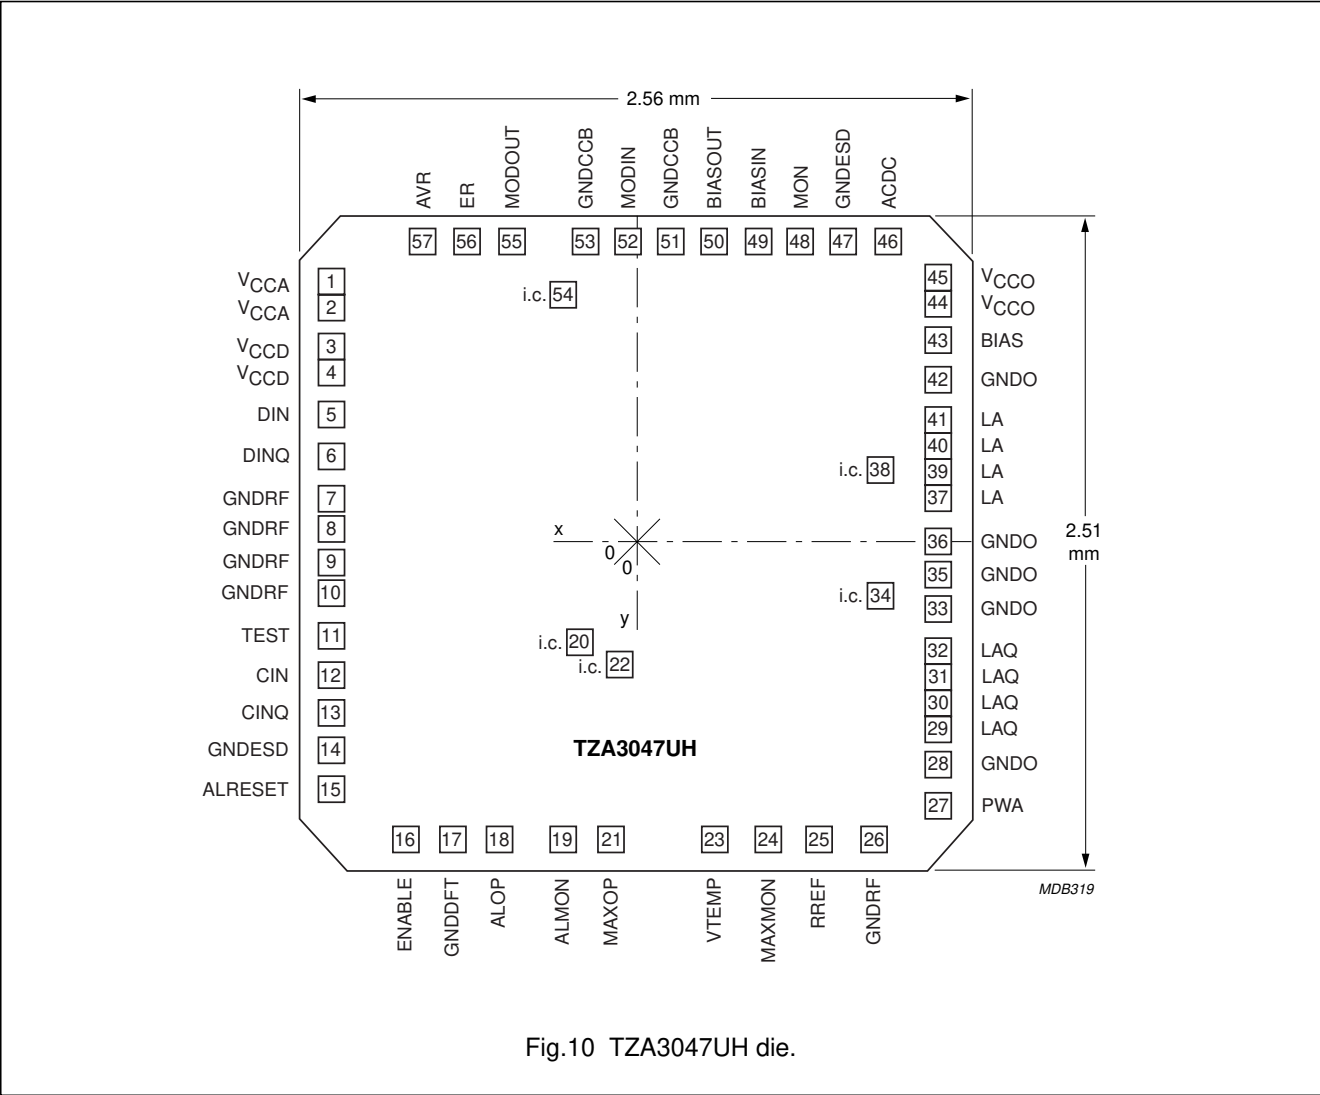 2.56 mm
AVR
ER
MODOUT
GNDCCB
MODIN
GNDCCB
BIASOUT
BIASIN
MON
GNDESD
ACDC
57
56
55
53
52
51
50
49
48
47
46
VCCA 1
VCCA 2
VCCD 3
VCCD 4
DIN 5
DINQ 6
GNDRF 7
GNDRF 8
GNDRF 9
GNDRF 10
TEST 11
CIN 12
CINQ 13
GNDESD 14
ALRESET 15
i.c. 54
45 VCCO
44 VCCO
43 BIAS
42 GNDO
41 LA
40 LA
39 LA
37 LA
i.c. 38
36 GNDO
35 GNDO
33 GNDO
i.c. 34
32 LAQ
31 LAQ
30 LAQ
29 LAQ
28 GNDO
27 PWA
2.51
mm
x
0
0
y
i.c. 20
i.c. 22
TZA3047UH
16
17
18
19
21
23
24
25
26
ENABLE
GNDDFT
ALOP
ALMON
MAXOP
VTEMP
MAXMON
RREF
GNDRF
MDB319
Fig.10 TZA3047UH die.